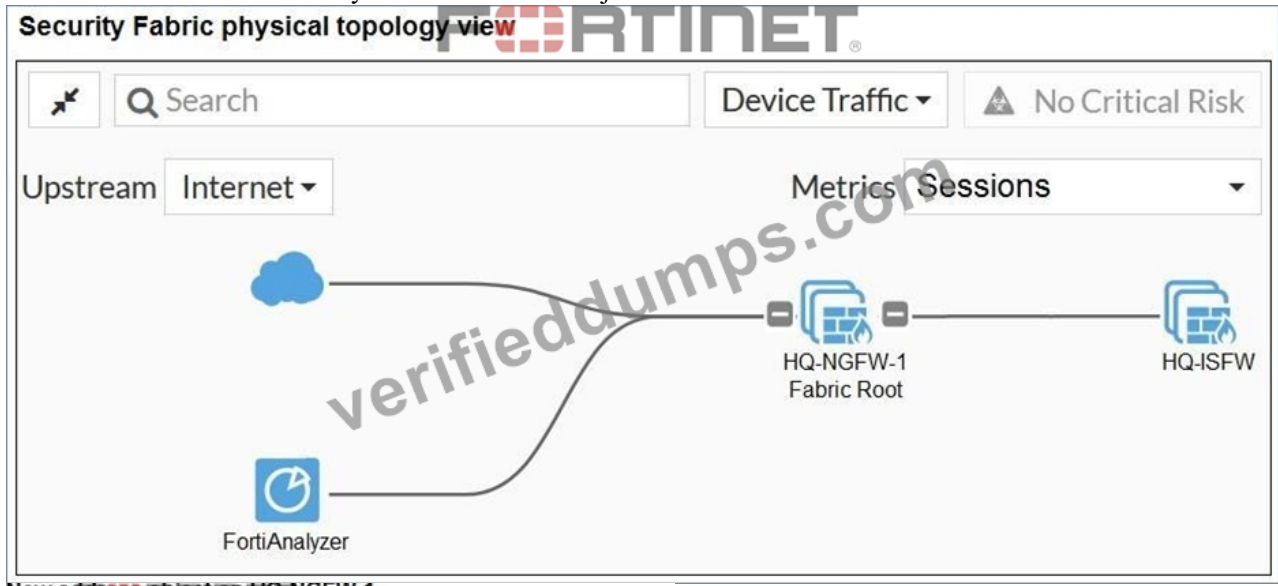 FORTINET
Security Fabric physical topology view
Search
Device Traffic
No Critical Risk
Upstream
Internet
Metrics
Sessions
verifieddumps.com
HQ-NGFW-1
Fabric Root
HQ-ISFW
FortiAnalyzer